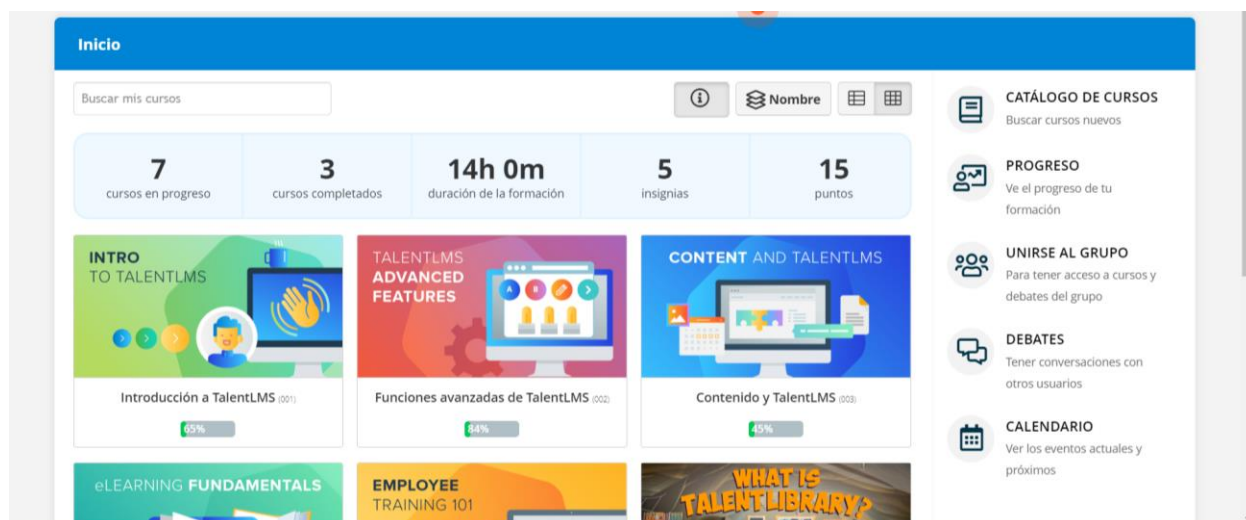 Inicio
Buscar mis cursos
Nombre
7
cursos en progreso
3
cursos completados
14h 0m
duración de la formación
5
insignias
15
puntos
INTRO
TO TALENTLMS
Introducción a TalentLMS (001)
65%
TALENTLMS
ADVANCED
FEATURES
A B
Funciones avanzadas de TalentLMS (002)
84%
CONTENT AND TALENTLMS
Contenido y TalentLMS (003)
45%
eLEARNING FUNDAMENTALS
EMPLOYEE
TRAINING 101
WHAT IS
TALENTLIBRARY?
CATÁLOGO DE CURSOS
Buscar cursos nuevos
PROGRESO
Ve el progreso de tu
formación
UNIRSE AL GRUPO
Para tener acceso a cursos y
debates del grupo
DEBATES
Tener conversaciones con
otros usuarios
CALENDARIO
Ver los eventos actuales y
próximos